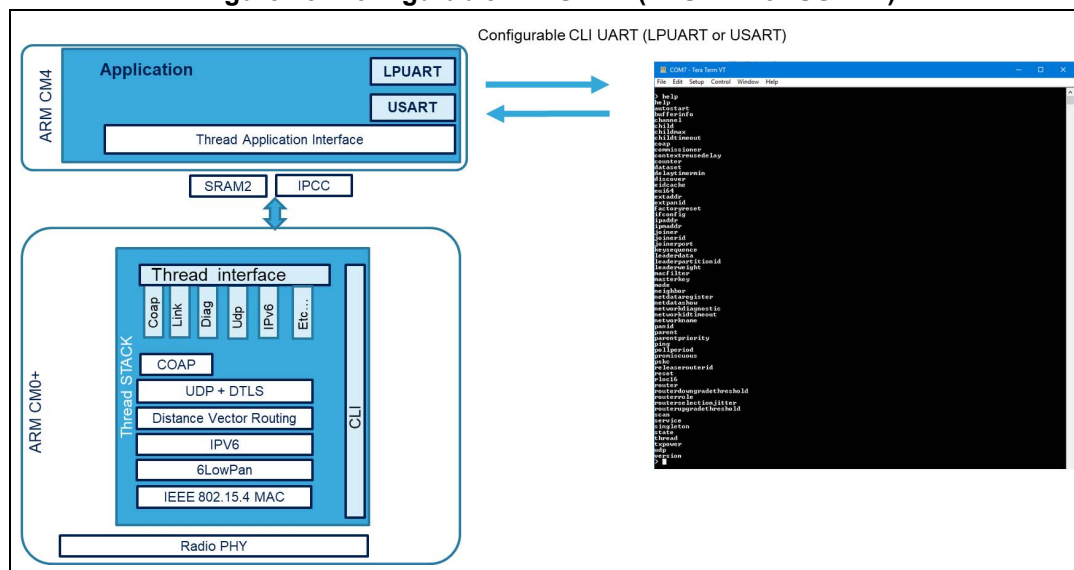 Configurable CLI UART (LPUART or USART)
ARM CM4
Application
LPUART
USART
Thread Application Interface
SRAM2
IPCC
ARM CM0+
Thread STACK
Thread interface
Coap
Link
Diag
Udp
IPv6
Etc...
COAP
UDP + DTLS
Distance Vector Routing
IPV6
6LowPan
IEEE 802.15.4 MAC
CLI
Radio PHY
COM7 - Tera Term VT
File Edit Setup Control Window Help
> help
help
autostart
bufferinfo
channel
child
childmax
childtimeout
coap
commissioner
contextreusedelay
counter
dataset
delaytimermin
discover
eidcache
eui64
extaddr
extpanid
factoryreset
ifconfig
ipaddr
ipmaddr
joiner
joinerid
joinerport
keysequence
leaderdata
leaderpartitionid
leaderweight
macfilter
masterkey
mode
neighbor
netdataregister
netdatashow
networkdiagnostic
networkidtimeout
networkname
panid
parent
parentpriority
ping
pollperiod
promiscuous
pskc
releaserouterid
reset
rloc16
router
routerdowngradethreshold
routerrole
routerselectionjitter
routerupgradethreshold
scan
service
singleton
state
thread
txpower
udp
version
>